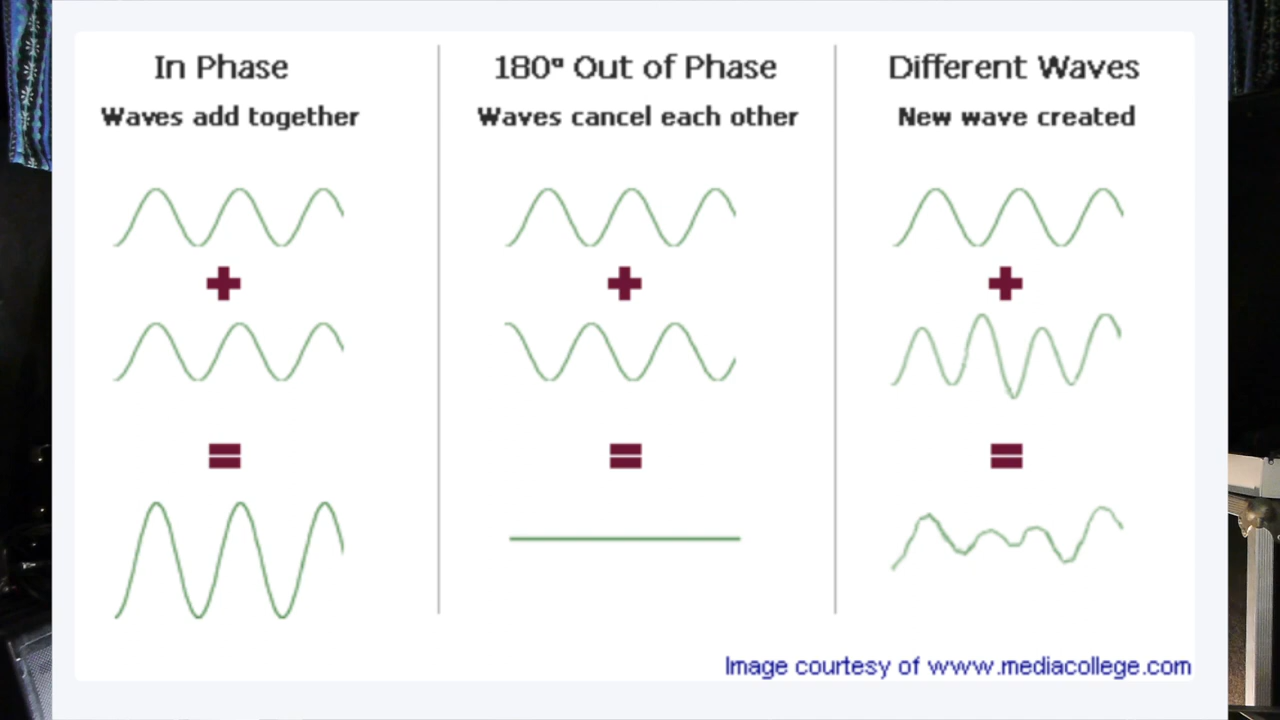 In Phase
Waves add together
180º Out of Phase
Waves cancel each other
Different Waves
New wave created
+
+
+
=
=
=
Image courtesy of www.mediacollege.com